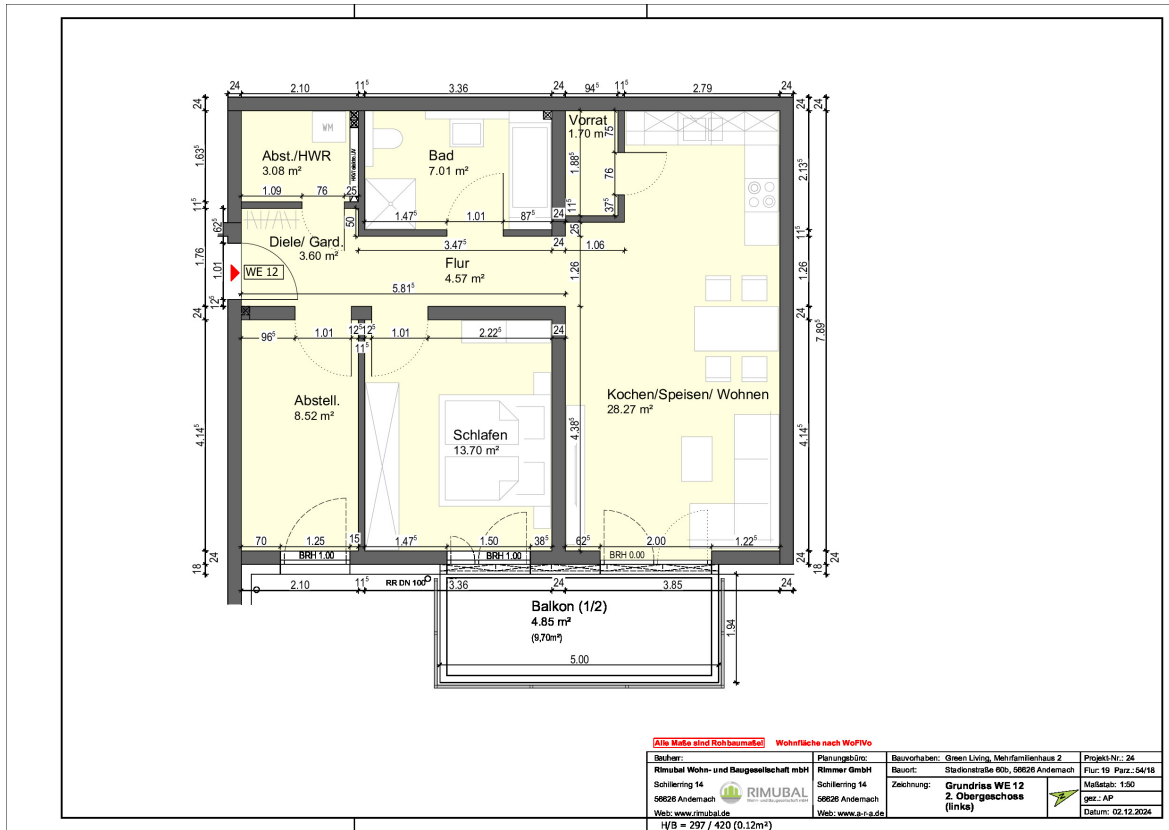 24 2.10 11⁵ 3.36 24 94⁵ 11⁵ 2.79 24
24
24
24
Vorrat
1.70 m²
75
WM
Abst./HWR
3.08 m²
Bad
7.01 m²
1.63⁵
1.88⁵
76
2.13⁵
1.09 76 25
37⁵
11⁵
11⁵
1.47⁵ 1.01 87⁵ 24
50
62⁵
25
11⁵
Diele/ Gard.
3.60 m²
3.47⁵ 24 1.06
Flur
4.57 m²
WE 12
1.76
1.01
1.26
1.26
5.81⁵
12⁵
24
24
7.89⁵
96⁵ 1.01 12⁵ 12⁵ 1.01 2.22⁵ 24
11⁵
Abstell.
8.52 m²
Kochen/Speisen/ Wohnen
28.27 m²
4.14⁵
4.38⁵
4.14⁵
Schlafen
13.70 m²
70 1.25 15 1.47⁵ 1.50 38⁵ 62⁵ 2.00 1.22⁵
BRH 1.00
BRH 1.00
BRH 0.00
24
24
24
18
18
RR DN 100
2.10 11⁵ 3.36 24 3.85 24
Balkon (1/2)
4.85 m²
(9,70m²)
1.94
5.00
Alle Maße sind Rohbaumaße! Wohnfläche nach WoFlVo
Bauherr:
Rimubal Wohn- und Baugesellschaft mbH
Schillerring 14
56626 Andernach
Web: www.rimubal.de
RIMUBAL
Wohn- und Baugesellschaft mbH
Planungsbüro:
Rimmer GmbH
Schillerring 14
56626 Andernach
Web: www.a-r-a.de
Bauvorhaben: Green Living, Mehrfamilienhaus 2
Bauort: Stadionstraße 60b, 56626 Andernach
Zeichnung: Grundriss WE 12
2. Obergeschoss
(links)
Projekt-Nr.: 24
Flur: 19 Parz.:54/18
Maßstab: 1:50
gez.: AP
Datum: 02.12.2024
H/B = 297 / 420 (0.12m²)